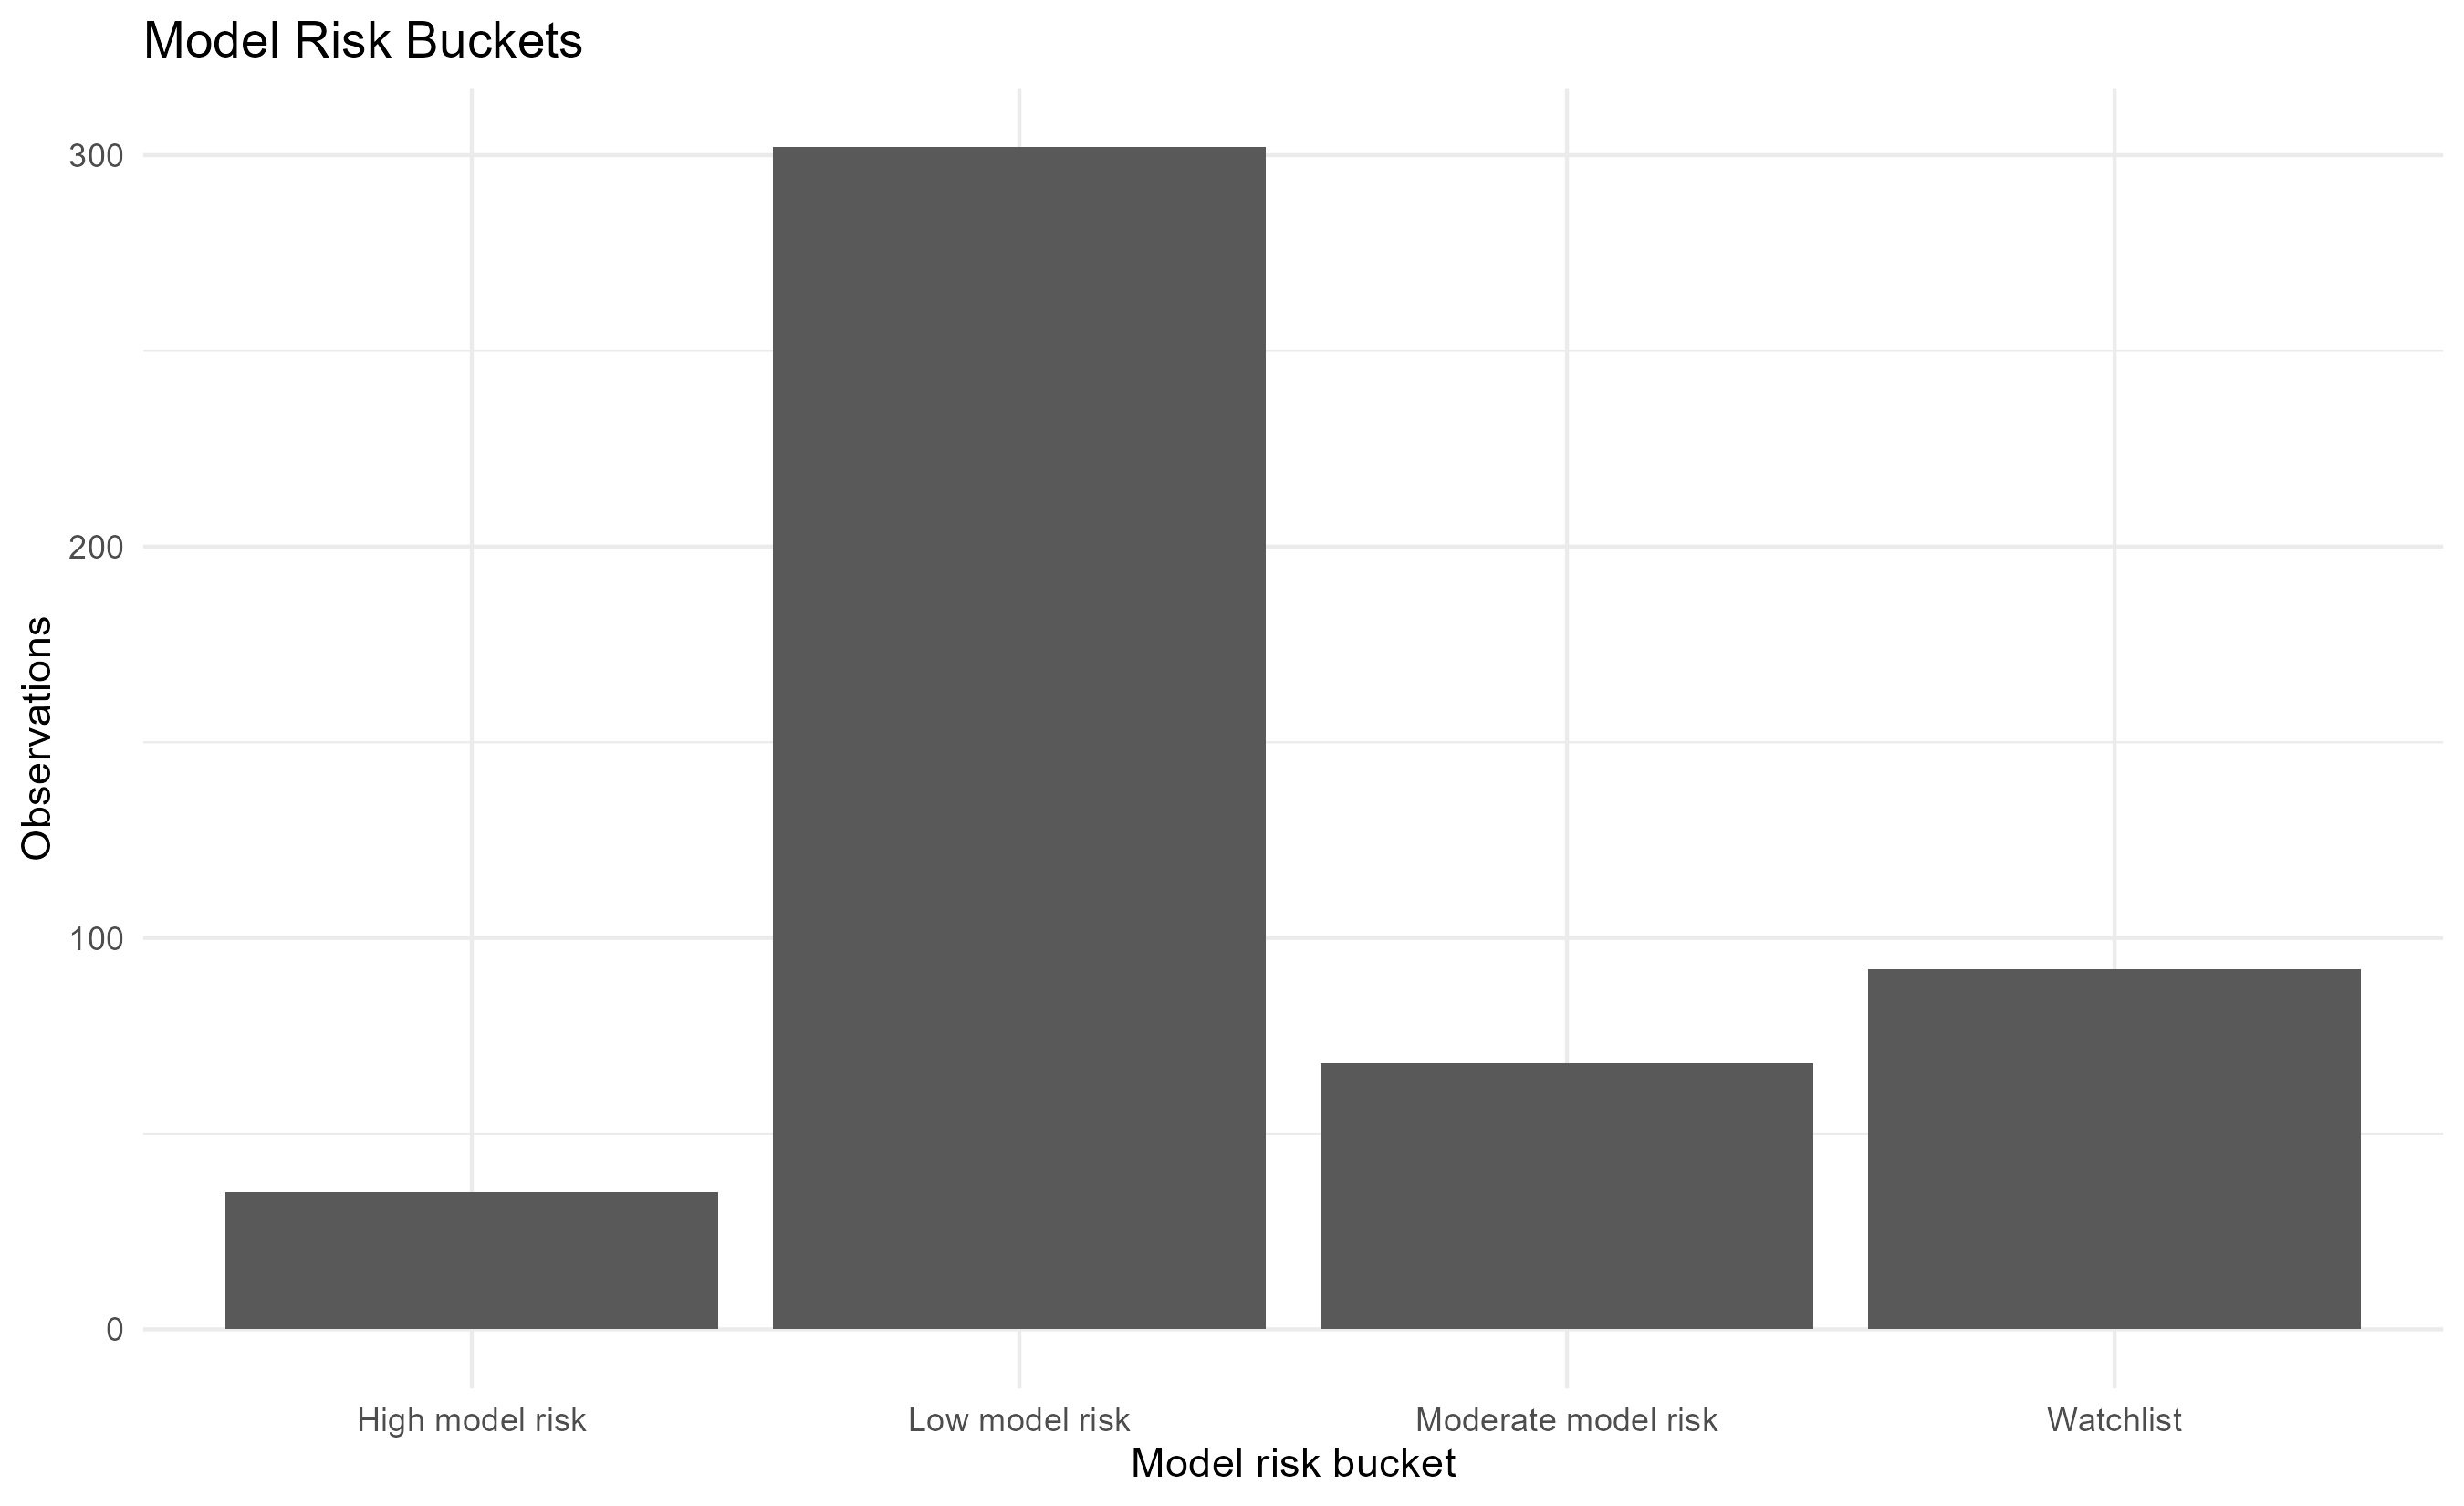 Model Risk Buckets
300
200
100
0
Observations
High model risk
Low model risk
Moderate model risk
Watchlist
Model risk bucket